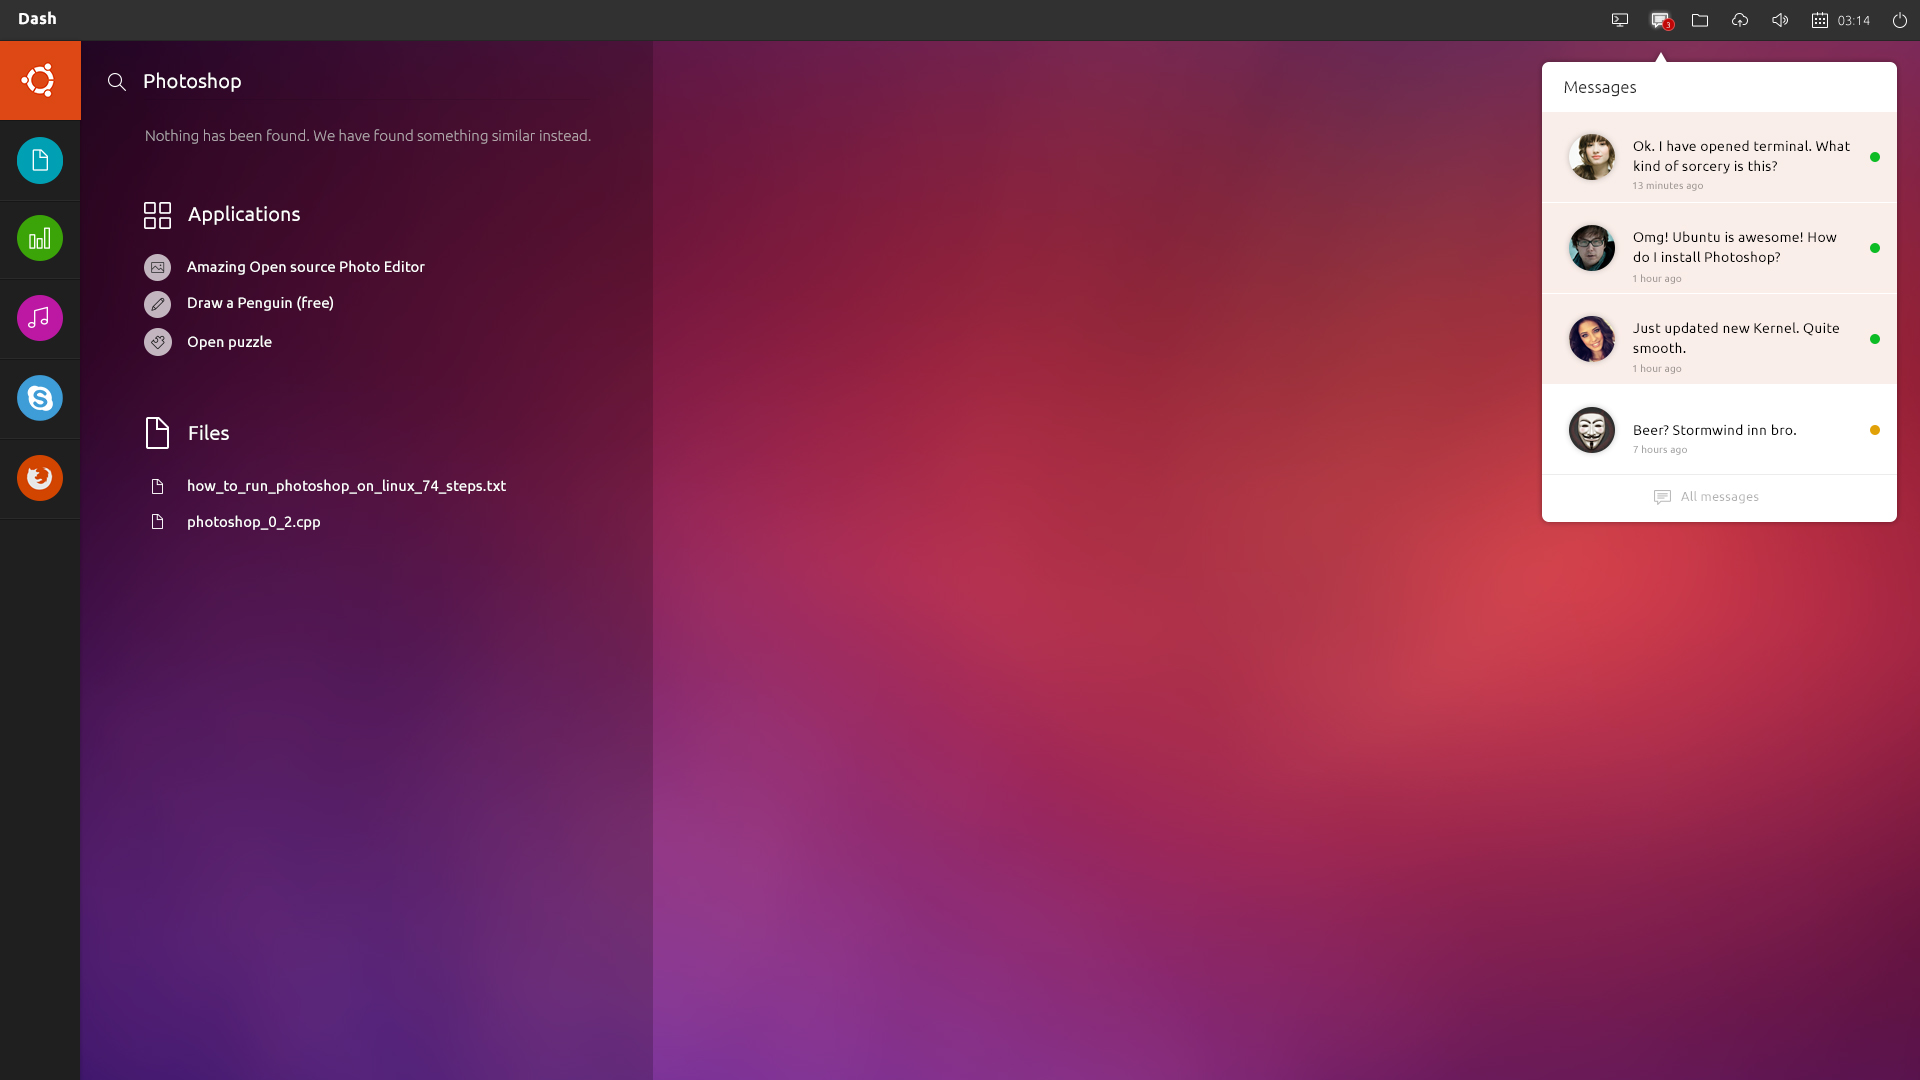 Dash
3
03:14
Photoshop
Nothing has been found. We have found something similar instead.
Applications
Amazing Open source Photo Editor
Draw a Penguin (free)
Open puzzle
Files
how_to_run_photoshop_on_linux_74_steps.txt
photoshop_0_2.cpp
Messages
Ok. I have opened terminal. What
kind of sorcery is this?
13 minutes ago
Omg! Ubuntu is awesome! How
do I install Photoshop?
1 hour ago
Just updated new Kernel. Quite
smooth.
1 hour ago
Beer? Stormwind inn bro.
7 hours ago
All messages